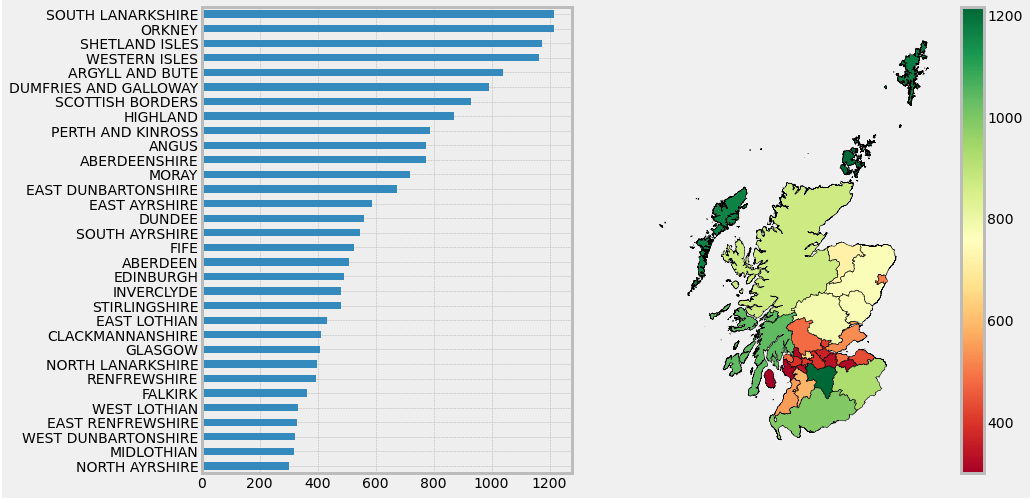 SOUTH LANARKSHIRE
ORKNEY
SHETLAND ISLES
WESTERN ISLES
ARGYLL AND BUTE
DUMFRIES AND GALLOWAY
SCOTTISH BORDERS
HIGHLAND
PERTH AND KINROSS
ANGUS
ABERDEENSHIRE
MORAY
EAST DUNBARTONSHIRE
EAST AYRSHIRE
DUNDEE
SOUTH AYRSHIRE
FIFE
ABERDEEN
EDINBURGH
INVERCLYDE
STIRLINGSHIRE
EAST LOTHIAN
CLACKMANNANSHIRE
GLASGOW
NORTH LANARKSHIRE
RENFREWSHIRE
FALKIRK
WEST LOTHIAN
EAST RENFREWSHIRE
WEST DUNBARTONSHIRE
MIDLOTHIAN
NORTH AYRSHIRE
0 200 400 600 800 1000 1200
1200
1000
800
600
400